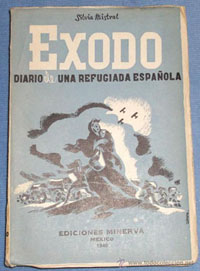 Silvia Mistral
EXODO
DIARIO de UNA REFUGIADA ESPAÑOLA
EDICIONES MINERVA
MEXICO